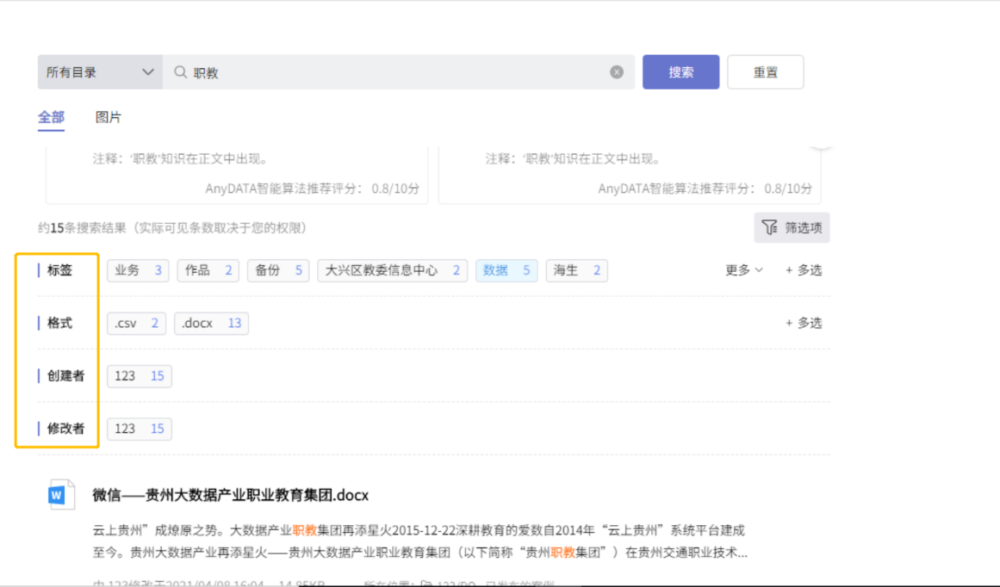 所有目录 职教 搜索 重置
全部 图片
注释：'职教'知识在正文中出现。 注释：'职教'知识在正文中出现。
AnyDATA智能算法推荐评分： 0.8/10分 AnyDATA智能算法推荐评分： 0.8/10分
约15条搜索结果（实际可见条数取决于您的权限） 筛选项
标签 业务 3 作品 2 备份 5 大兴区教委信息中心 2 数据 5 海生 2 更多 + 多选
格式 .csv 2 .docx 13 + 多选
创建者 123 15
修改者 123 15
W 微信——贵州大数据产业职业教育集团.docx
云上贵州”成燎原之势。大数据产业职教集团再添星火2015-12-22深耕教育的爱数自2014年“云上贵州”系统平台建成
至今。贵州大数据产业再添星火——贵州大数据产业职业教育集团（以下简称“贵州职教集团”）在贵州交通职业技术...
由 123修改于2021/04/08 16:04 14.95KB 所在位置：